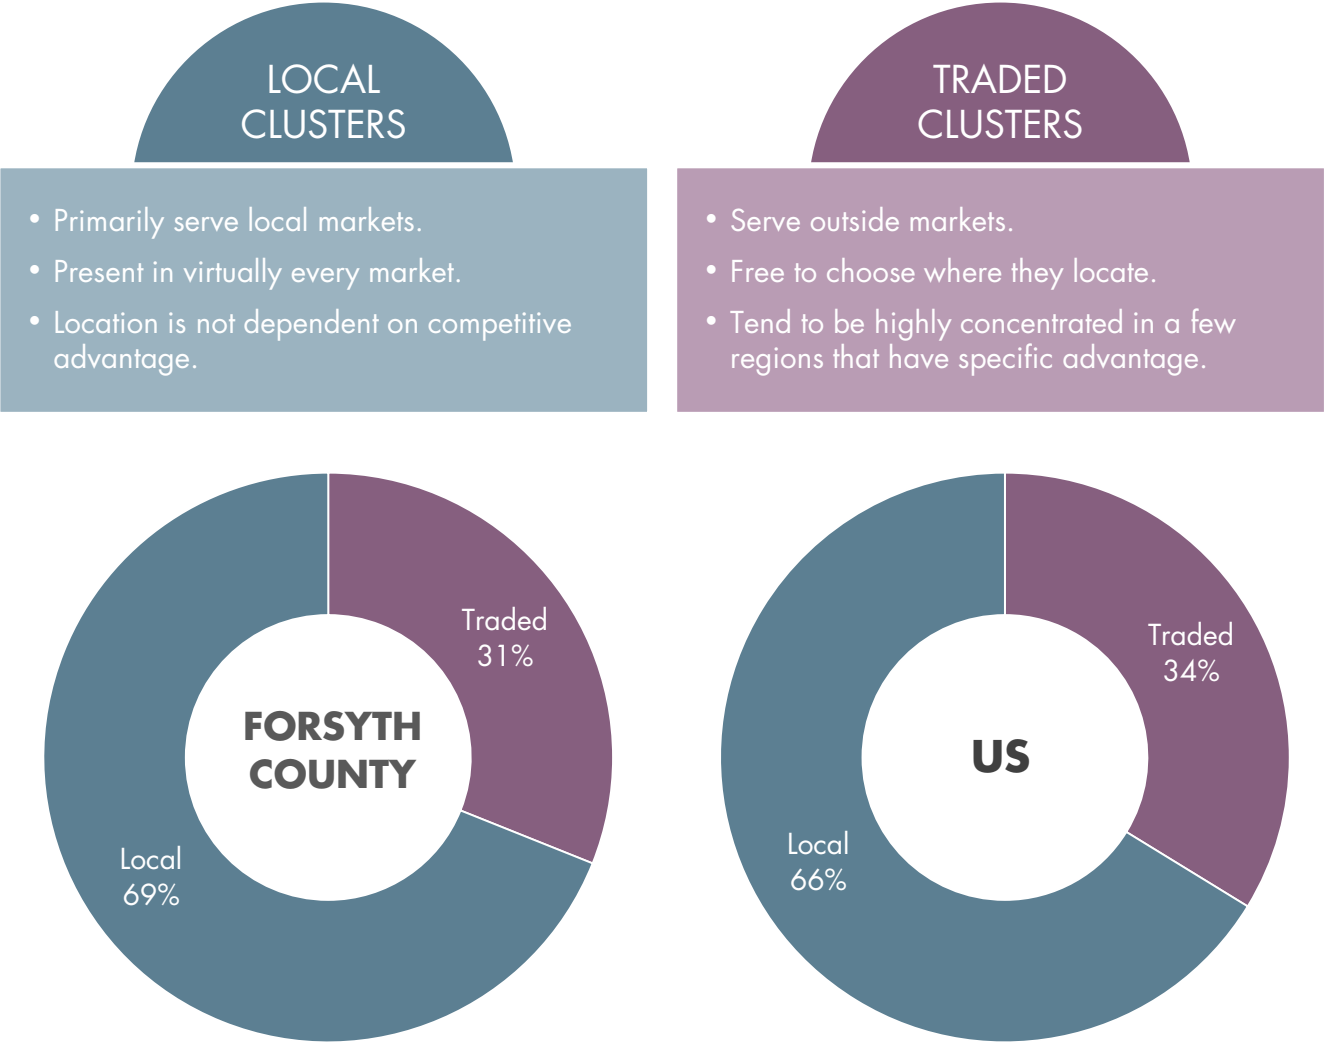 LOCAL
CLUSTERS
• Primarily serve local markets.
• Present in virtually every market.
• Location is not dependent on competitive
advantage.
TRADED
CLUSTERS
• Serve outside markets.
• Free to choose where they locate.
• Tend to be highly concentrated in a few
regions that have specific advantage.
Traded
31%
FORSYTH
COUNTY
Local
69%
Traded
34%
US
Local
66%